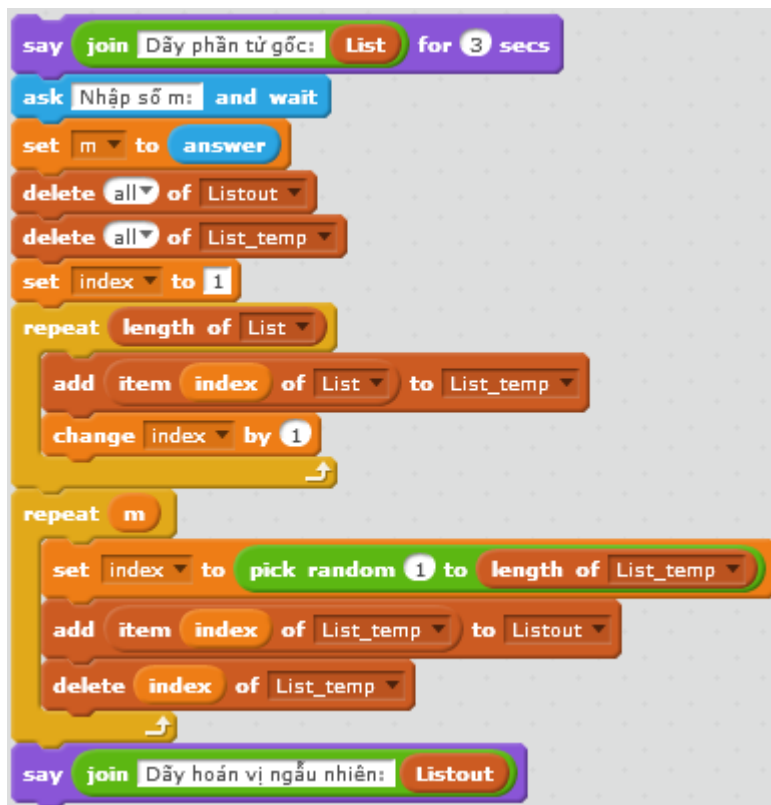 say join Dãy phần tử gốc: List for 3 secs
ask Nhập số m: and wait
set m to answer
delete all of Listout
delete all of List_temp
set index to 1
repeat length of List
add item index of List to List_temp
change index by 1
repeat m
set index to pick random 1 to length of List_temp
add item index of List_temp to Listout
delete index of List_temp
say join Dãy hoán vị ngẫu nhiên: Listout